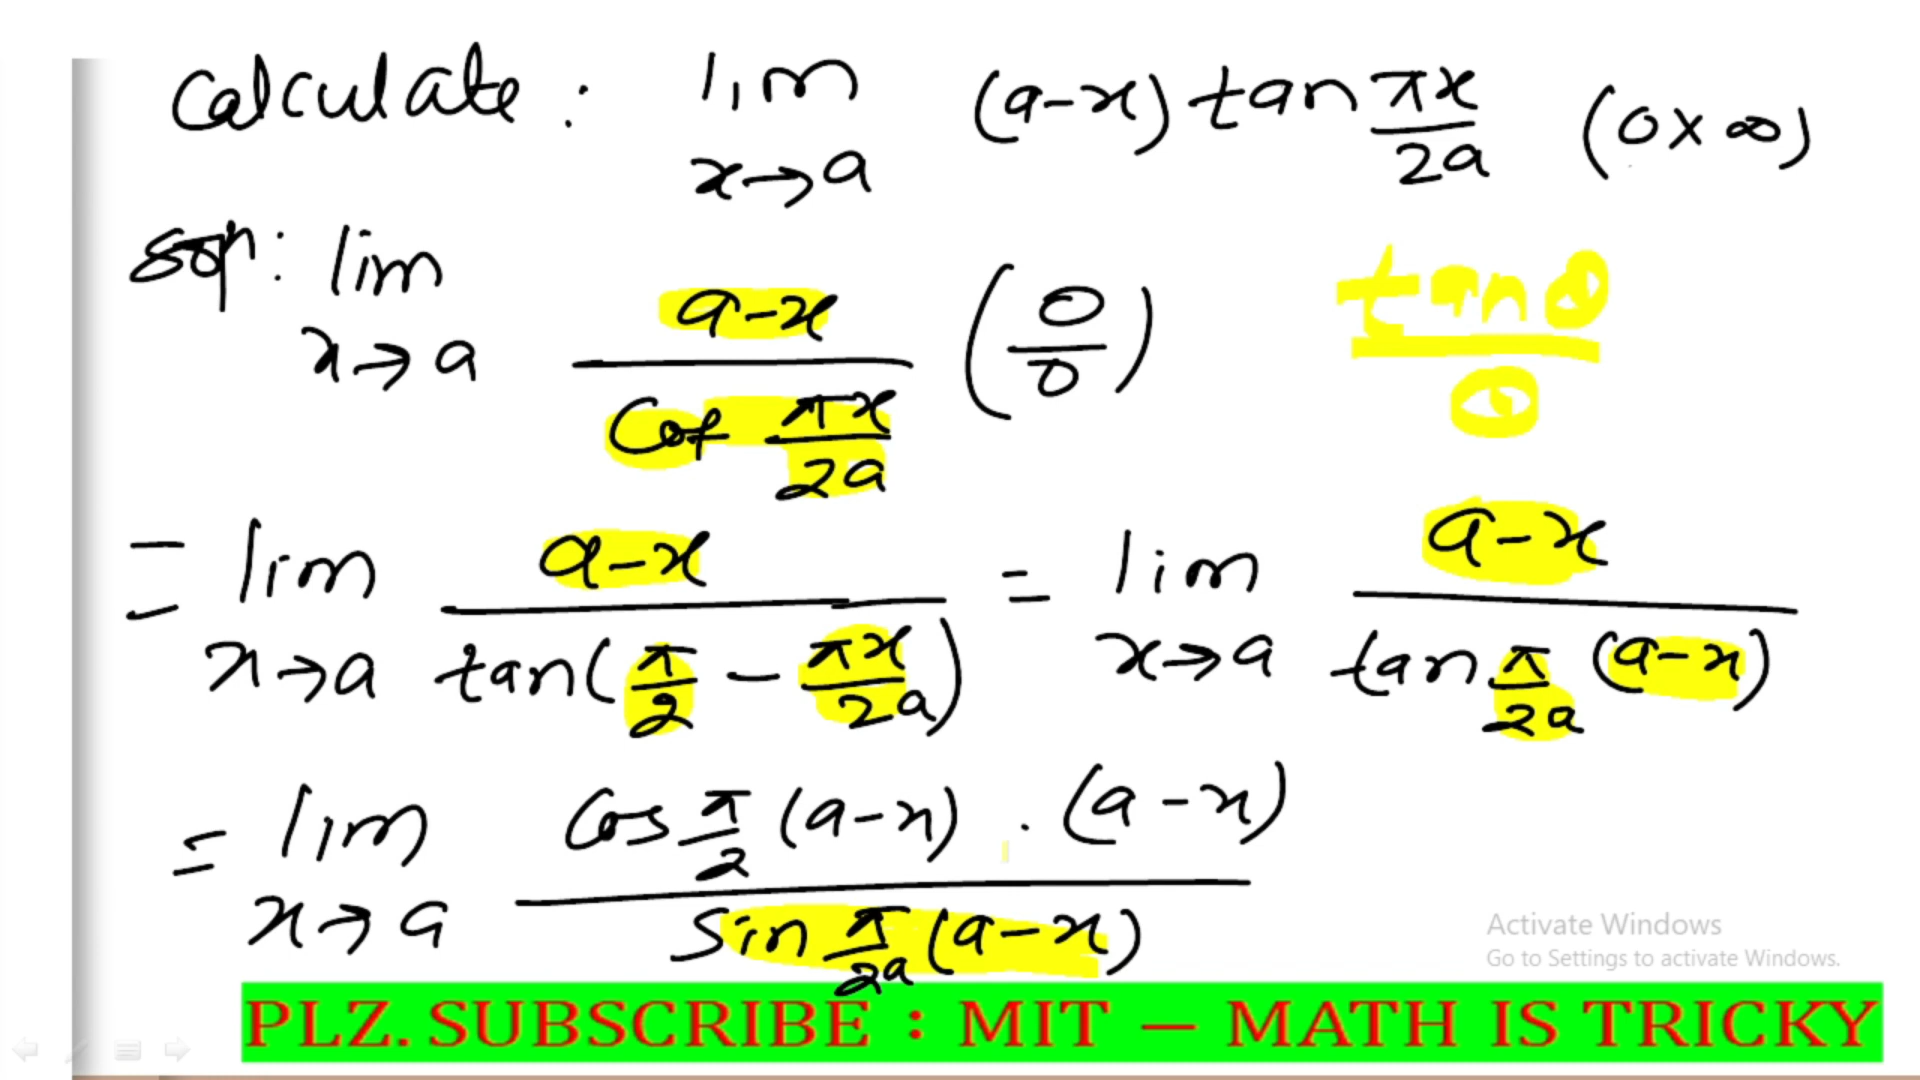 Calculate : lim x→a (a-x) tan πx/2a (0 x ∞)
Solⁿ: lim x→a (a-x)/(Cot πx/2a) (0/0) tan θ/θ
= lim x→a (a-x)/(tan(π/2 - πx/2a)) = lim x→a (a-x)/(tan π/2a (a-x))
= lim x→a (Cos π/2 (a-x) . (a-x))/(Sin π/2a (a-x))
Activate Windows
Go to Settings to activate Windows.
PLZ. SUBSCRIBE : MIT – MATH IS TRICKY